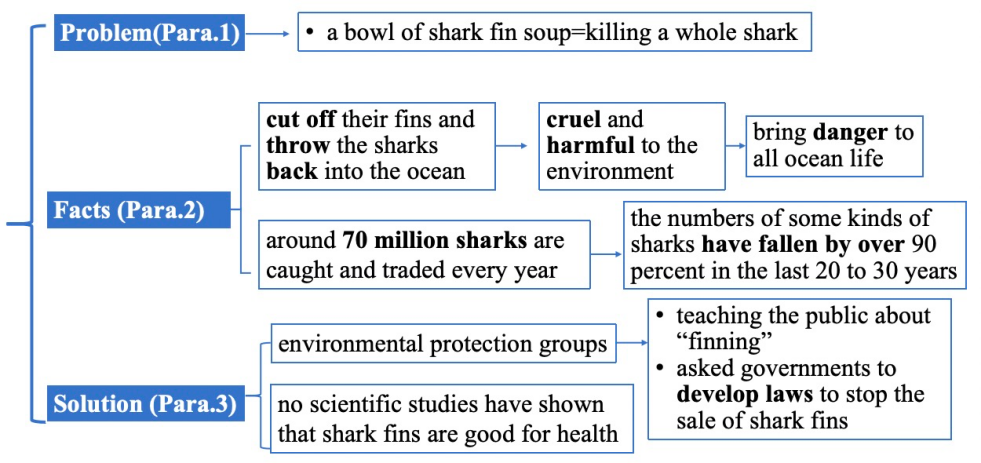 Problem(Para.1)
• a bowl of shark fin soup=killing a whole shark
Facts (Para.2)
cut off their fins and
throw the sharks
back into the ocean
cruel and
harmful to the
environment
bring danger to
all ocean life
around 70 million sharks are
caught and traded every year
the numbers of some kinds of
sharks have fallen by over 90
percent in the last 20 to 30 years
Solution (Para.3)
environmental protection groups
• teaching the public about
“finning”
• asked governments to
develop laws to stop the
sale of shark fins
no scientific studies have shown
that shark fins are good for health